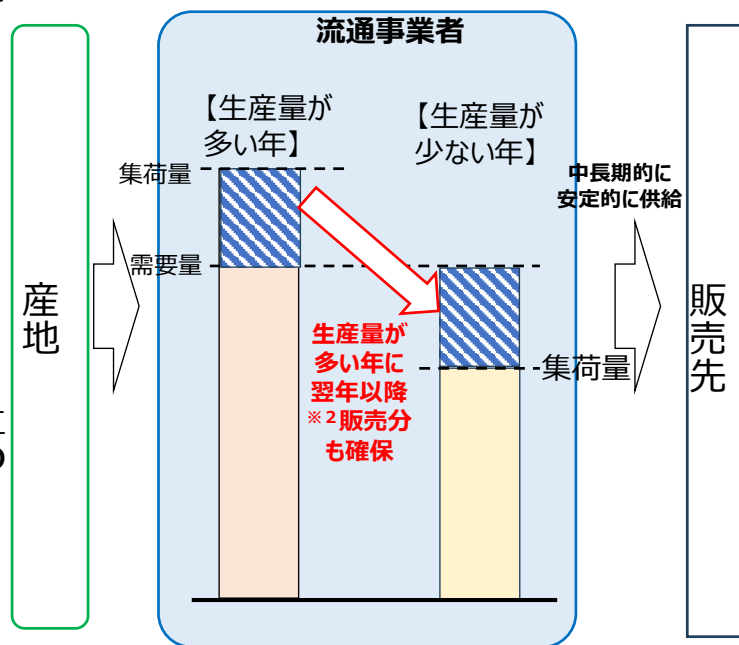 流通事業者
【生産量が
多い年】
【生産量が
少ない年】
集荷量
需要量
産地
生産量が
多い年に
翌年以降
※2販売分
も確保
集荷量
中長期的に
安定的に供給
販売先